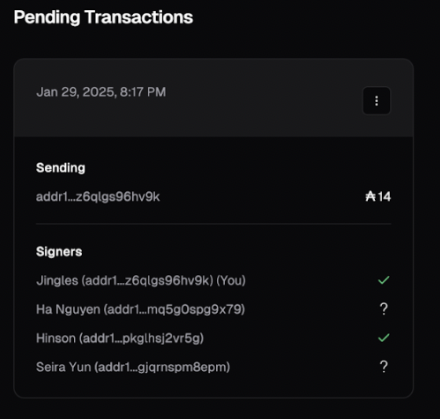 Pending Transactions
Jan 29, 2025, 8:17 PM
Sending
addr1...z6qlgs96hv9k ₳14
Signers
Jingles (addr1...z6qlgs96hv9k) (You)
Ha Nguyen (addr1...mq5g0spg9x79) ?
Hinson (addr1...pkglhsj2vr5g)
Seira Yun (addr1...gjqrnspm8epm) ?